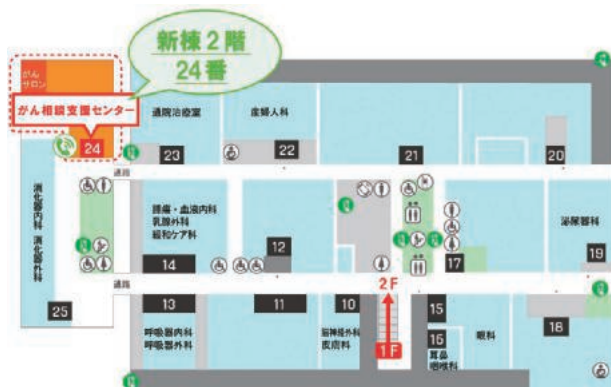 新棟2階
24番
がん
サロン
がん相談支援センター
24
通院治療室
産婦人科
23
22
21
20
通路
消化器内科
消化器外科
腫瘍・血液内科
乳腺外科
緩和ケア科
泌尿器科
14
12
17
19
25
通路
2F
13
11
10
15
18
呼吸器内科
呼吸器外科
脳神経外科
皮膚科
1F
16
眼科
耳鼻
咽喉科